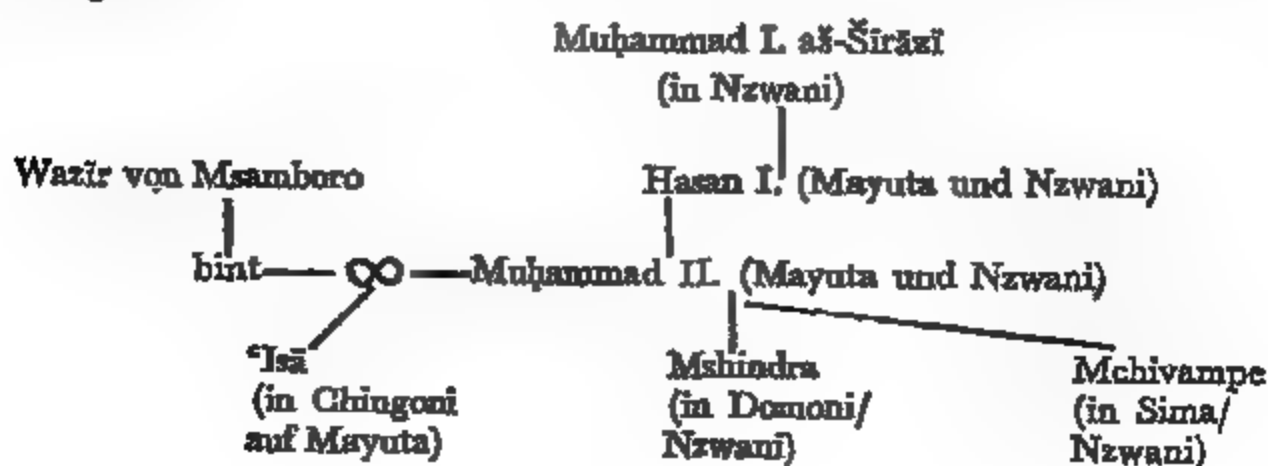 Muḥammad I. aš-Šīrāzī
(in Nzwani)
Wazīr von Msamboro
Hasan I. (Mayuta und Nzwani)
bint ∞ Muḥammad II. (Mayuta und Nzwani)
ʿIsā
(in Chingoni
auf Mayuta)
Mshindra
(in Domoni/
Nzwani)
Mchivampe
(in Sima/
Nzwani)